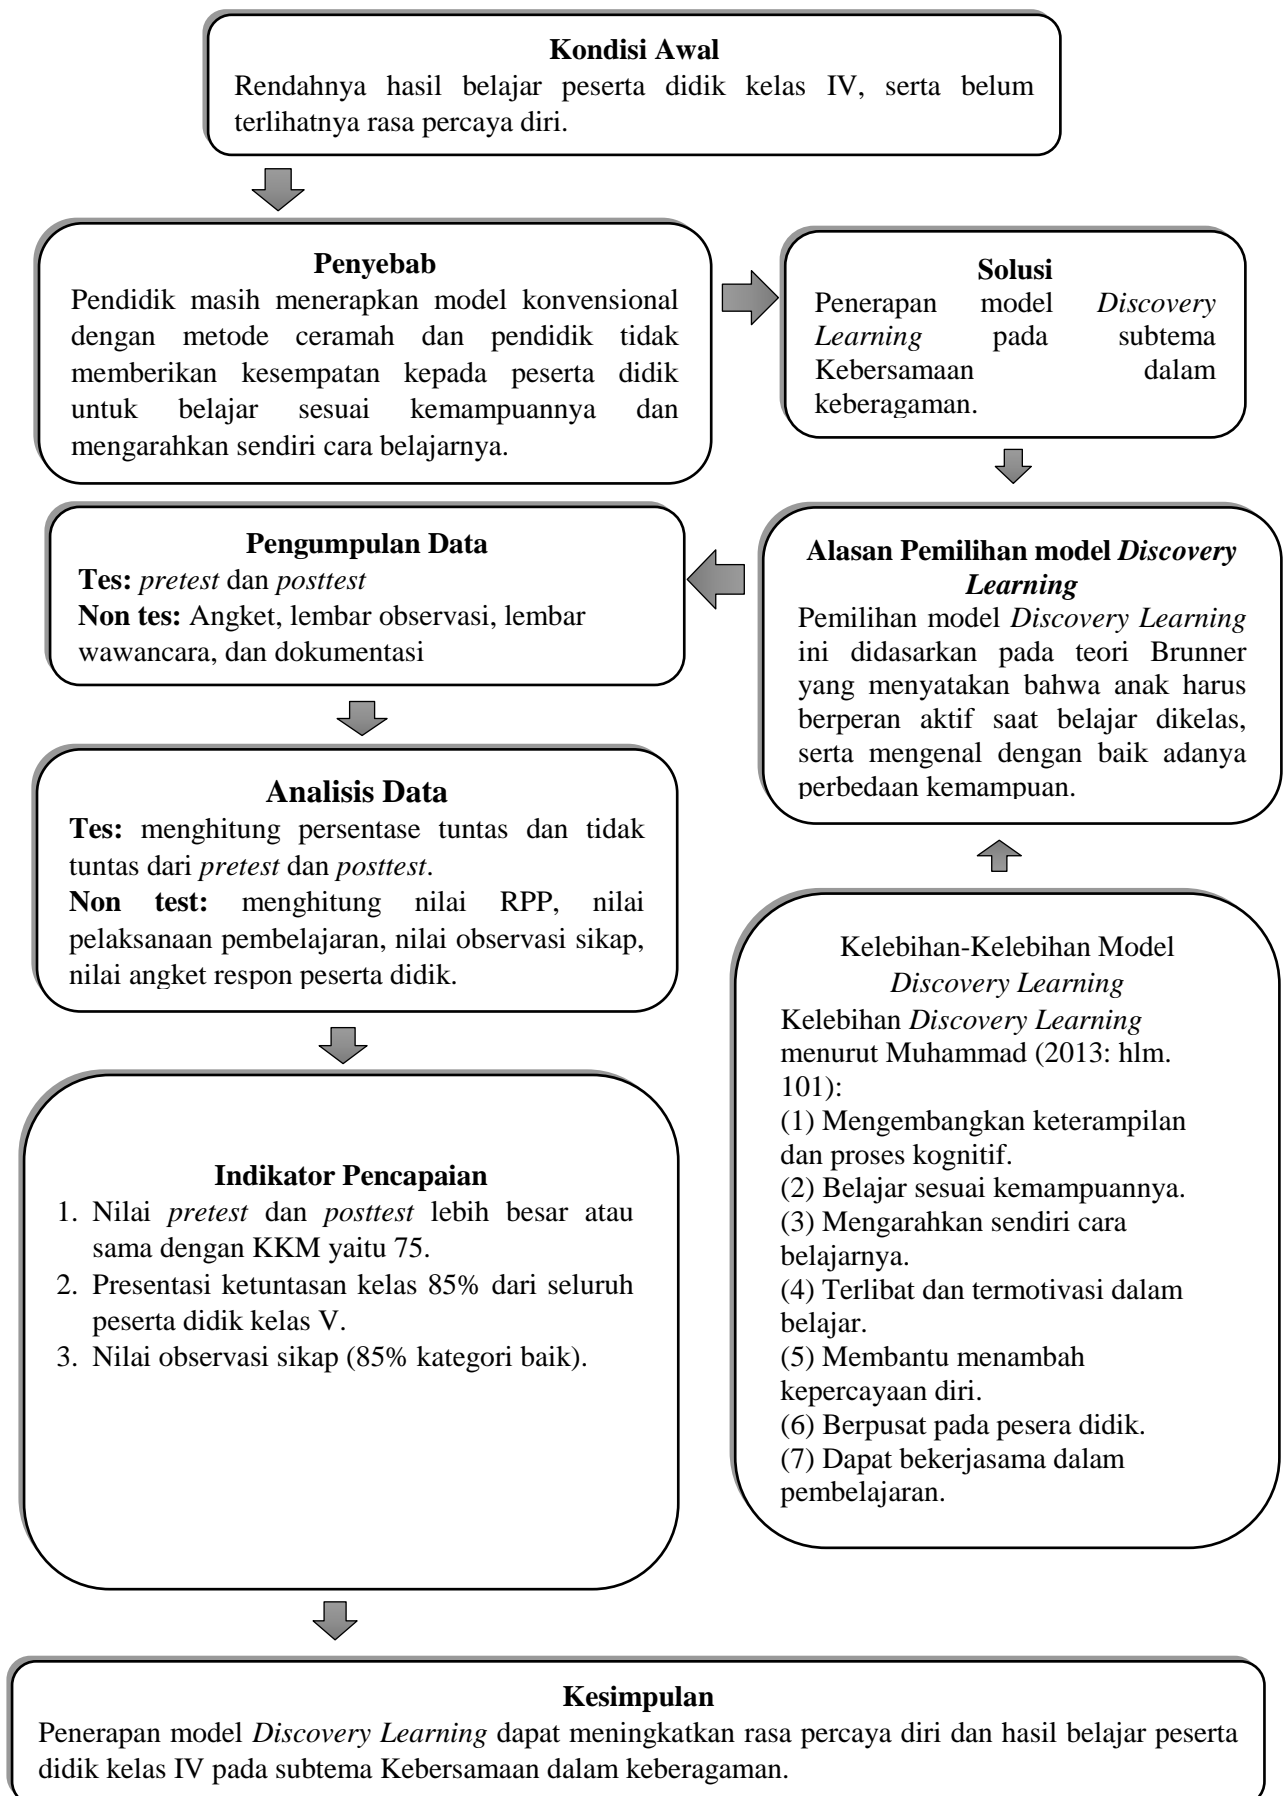 Kondisi Awal
Rendahnya hasil belajar peserta didik kelas IV, serta belum
terlihatnya rasa percaya diri.
Penyebab
Pendidik masih menerapkan model konvensional
dengan metode ceramah dan pendidik tidak
memberikan kesempatan kepada peserta didik
untuk belajar sesuai kemampuannya dan
mengarahkan sendiri cara belajarnya.
Solusi
Penerapan model Discovery
Learning pada subtema
Kebersamaan dalam
keberagaman.
Alasan Pemilihan model Discovery
Learning
Pemilihan model Discovery Learning
ini didasarkan pada teori Brunner
yang menyatakan bahwa anak harus
berperan aktif saat belajar dikelas,
serta mengenal dengan baik adanya
perbedaan kemampuan.
Kelebihan-Kelebihan Model
Discovery Learning
Kelebihan Discovery Learning
menurut Muhammad (2013: hlm.
101):
(1) Mengembangkan keterampilan
dan proses kognitif.
(2) Belajar sesuai kemampuannya.
(3) Mengarahkan sendiri cara
belajarnya.
(4) Terlibat dan termotivasi dalam
belajar.
(5) Membantu menambah
kepercayaan diri.
(6) Berpusat pada pesera didik.
(7) Dapat bekerjasama dalam
pembelajaran.
Pengumpulan Data
Tes: pretest dan posttest
Non tes: Angket, lembar observasi, lembar
wawancara, dan dokumentasi
Analisis Data
Tes: menghitung persentase tuntas dan tidak
tuntas dari pretest dan posttest.
Non test: menghitung nilai RPP, nilai
pelaksanaan pembelajaran, nilai observasi sikap,
nilai angket respon peserta didik.
Indikator Pencapaian
1. Nilai pretest dan posttest lebih besar atau
sama dengan KKM yaitu 75.
2. Presentasi ketuntasan kelas 85% dari seluruh
peserta didik kelas V.
3. Nilai observasi sikap (85% kategori baik).
Kesimpulan
Penerapan model Discovery Learning dapat meningkatkan rasa percaya diri dan hasil belajar peserta
didik kelas IV pada subtema Kebersamaan dalam keberagaman.